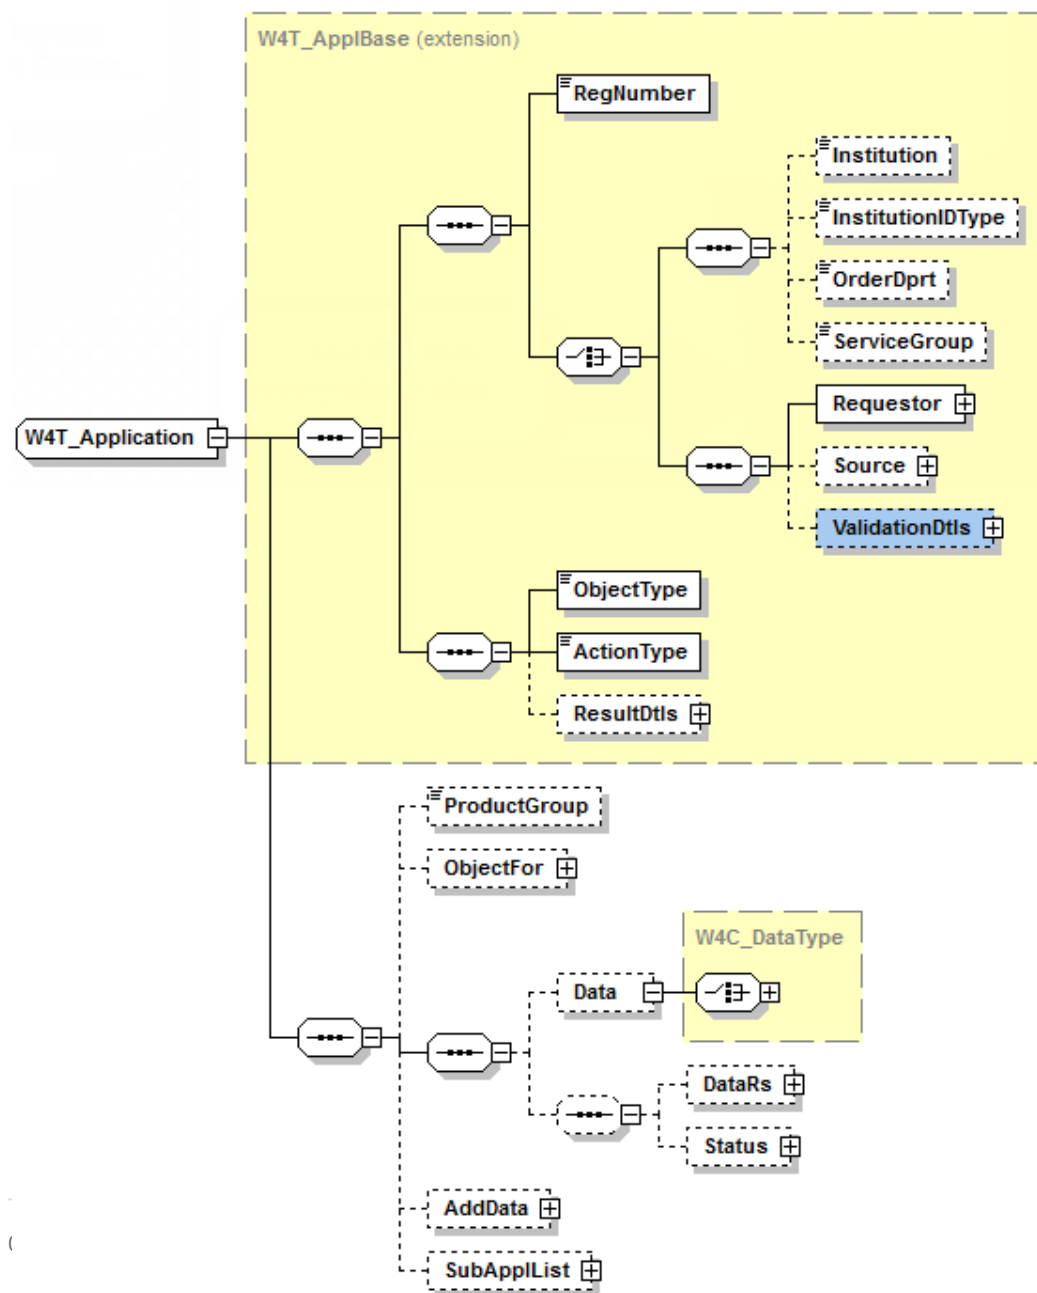 W4T_ApplBase (extension)
RegNumber
Institution
InstitutionIDType
OrderDprt
ServiceGroup
Requestor
W4T_Application
Source
ValidationDtls
ObjectType
ActionType
ResultDtls
ProductGroup
ObjectFor
W4C_DataType
Data
DataRs
Status
AddData
SubApplList